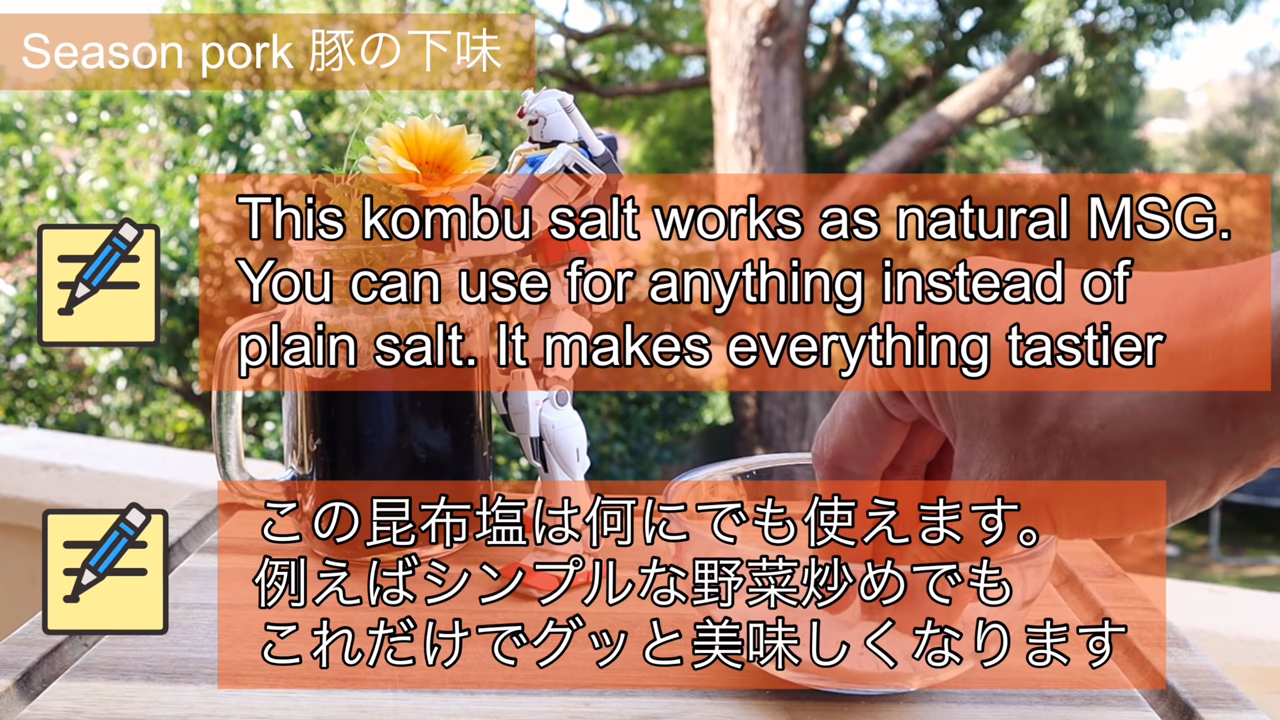 Season pork 豚の下味
This kombu salt works as natural MSG.
You can use for anything instead of
plain salt. It makes everything tastier
この昆布塩は何にでも使えます。
例えばシンプルな野菜炒めでも
これだけでグッと美味しくなります